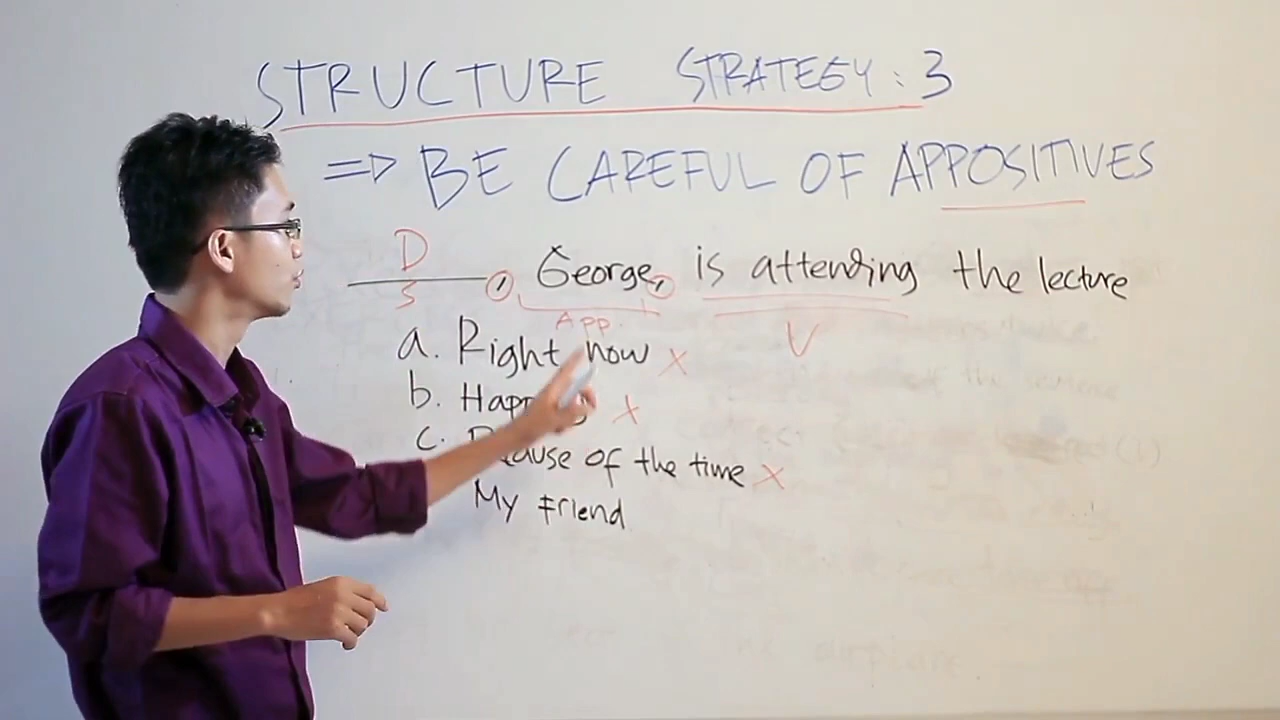 STRUCTURE STRATEGY : 3
⇒ BE CAREFUL OF APPOSITIVES
D
_____, George, is attending the lecture
S
App.
V
a. Right now X
b. X
c. of the time X
My Friend